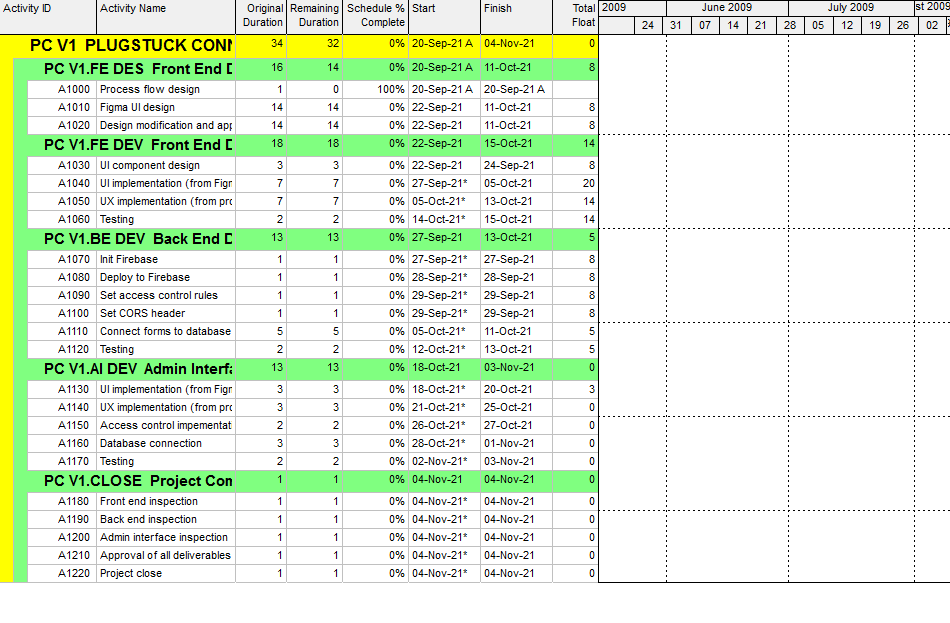 Activity ID Activity Name Original Duration Remaining Duration Schedule % Complete Start Finish Total Float 2009 June 2009 July 2009 st 2009
24 31 07 14 21 28 05 12 19 26 02
PC V1 PLUGSTUCK CONN 34 32 0% 20-Sep-21 A 04-Nov-21 0
PC V1.FE DES Front End D 16 14 0% 20-Sep-21 A 11-Oct-21 8
A1000 Process flow design 1 0 100% 20-Sep-21 A 20-Sep-21 A
A1010 Figma UI design 14 14 0% 22-Sep-21 11-Oct-21 8
A1020 Design modification and app 14 14 0% 22-Sep-21 11-Oct-21 8
PC V1.FE DEV Front End D 18 18 0% 22-Sep-21 15-Oct-21 14
A1030 UI component design 3 3 0% 22-Sep-21 24-Sep-21 8
A1040 UI implementation (from Figr 7 7 0% 27-Sep-21* 05-Oct-21 20
A1050 UX implementation (from pro 7 7 0% 05-Oct-21* 13-Oct-21 14
A1060 Testing 2 2 0% 14-Oct-21* 15-Oct-21 14
PC V1.BE DEV Back End D 13 13 0% 27-Sep-21 13-Oct-21 5
A1070 Init Firebase 1 1 0% 27-Sep-21* 27-Sep-21 8
A1080 Deploy to Firebase 1 1 0% 28-Sep-21* 28-Sep-21 8
A1090 Set access control rules 1 1 0% 29-Sep-21* 29-Sep-21 8
A1100 Set CORS header 1 1 0% 29-Sep-21* 29-Sep-21 8
A1110 Connect forms to database 5 5 0% 05-Oct-21* 11-Oct-21 5
A1120 Testing 2 2 0% 12-Oct-21* 13-Oct-21 5
PC V1.AI DEV Admin Interfa 13 13 0% 18-Oct-21 03-Nov-21 0
A1130 UI implementation (from Figr 3 3 0% 18-Oct-21* 20-Oct-21 3
A1140 UX implementation (from pro 3 3 0% 21-Oct-21* 25-Oct-21 0
A1150 Access control impementat 2 2 0% 26-Oct-21* 27-Oct-21 0
A1160 Database connection 3 3 0% 28-Oct-21* 01-Nov-21 0
A1170 Testing 2 2 0% 02-Nov-21* 03-Nov-21 0
PC V1.CLOSE Project Con 1 1 0% 04-Nov-21 04-Nov-21 0
A1180 Front end inspection 1 1 0% 04-Nov-21* 04-Nov-21 0
A1190 Back end inspection 1 1 0% 04-Nov-21* 04-Nov-21 0
A1200 Admin interface inspection 1 1 0% 04-Nov-21* 04-Nov-21 0
A1210 Approval of all deliverables 1 1 0% 04-Nov-21* 04-Nov-21 0
A1220 Project close 1 1 0% 04-Nov-21* 04-Nov-21 0